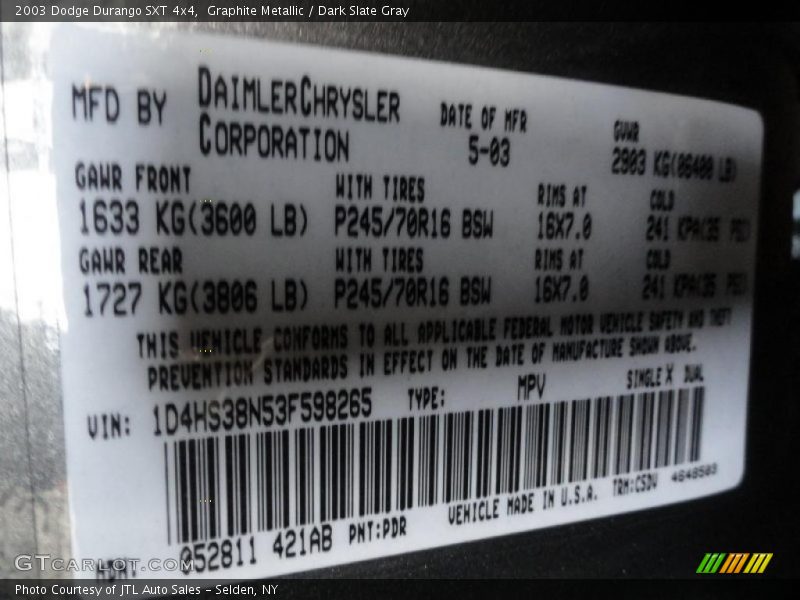 2003 Dodge Durango SXT 4x4, Graphite Metallic / Dark Slate Gray
MFD BY DAIMLERCHRYSLER CORPORATION
DATE OF MFR 5-03
GVWR 2903 KG(06400 LB)
GAWR FRONT WITH TIRES RIMS AT COLD
1633 KG(3600 LB) P245/70R16 BSW 16X7.0 241 KPA(35 PSI)
GAWR REAR WITH TIRES RIMS AT COLD
1727 KG(3806 LB) P245/70R16 BSW 16X7.0 241 KPA(35 PSI)
THIS VEHICLE CONFORMS TO ALL APPLICABLE FEDERAL MOTOR VEHICLE SAFETY AND THEFT
PREVENTION STANDARDS IN EFFECT ON THE DATE OF MANUFACTURE SHOWN ABOVE.
VIN: 1D4HS38N53F598265 TYPE: MPV SINGLE X DUAL
MDH: 052811 421AB PNT:PDR VEHICLE MADE IN U.S.A. TRM:CSDV
GTCARBOT.COM
Photo Courtesy of JTL Auto Sales – Selden, NY